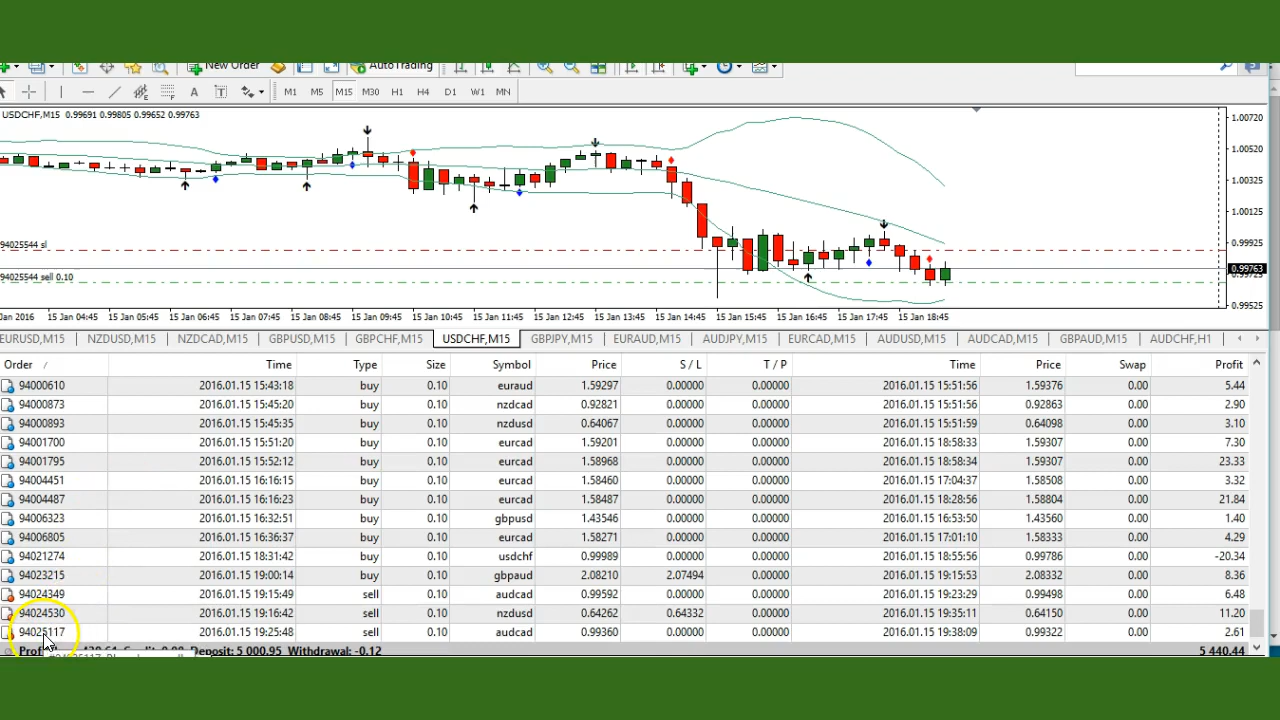 New Order AutoTrading
A T M1 M5 M15 M30 H1 H4 D1 W1 MN
USDCHF,M15 0.99691 0.99805 0.99652 0.99763
1.00720
1.00520
1.00325
1.00125
94025544 sl 0.99925
0.99763
94025544 sell 0.10
0.99525
Jan 2016 15 Jan 04:45 15 Jan 05:45 15 Jan 06:45 15 Jan 07:45 15 Jan 08:45 15 Jan 09:45 15 Jan 10:45 15 Jan 11:45 15 Jan 12:45 15 Jan 13:45 15 Jan 14:45 15 Jan 15:45 15 Jan 16:45 15 Jan 17:45 15 Jan 18:45
EURUSD,M15 NZDUSD,M15 NZDCAD,M15 GBPUSD,M15 GBPCHF,M15 USDCHF,M15 GBPJPY,M15 EURAUD,M15 AUDJPY,M15 EURCAD,M15 AUDUSD,M15 AUDCAD,M15 GBPAUD,M15 AUDCHF,H1
Order / Time Type Size Symbol Price S / L T / P Time Price Swap Profit
94000610 2016.01.15 15:43:18 buy 0.10 euraud 1.59297 0.00000 0.00000 2016.01.15 15:51:56 1.59376 0.00 5.44
94000873 2016.01.15 15:45:20 buy 0.10 nzdcad 0.92821 0.00000 0.00000 2016.01.15 15:51:56 0.92863 0.00 2.90
94000893 2016.01.15 15:45:35 buy 0.10 nzdusd 0.64067 0.00000 0.00000 2016.01.15 15:51:59 0.64098 0.00 3.10
94001700 2016.01.15 15:51:20 buy 0.10 eurcad 1.59201 0.00000 0.00000 2016.01.15 18:58:33 1.59307 0.00 7.30
94001795 2016.01.15 15:52:12 buy 0.10 eurcad 1.58968 0.00000 0.00000 2016.01.15 18:58:34 1.59307 0.00 23.33
94004451 2016.01.15 16:16:15 buy 0.10 eurcad 1.58460 0.00000 0.00000 2016.01.15 17:04:37 1.58508 0.00 3.32
94004487 2016.01.15 16:16:23 buy 0.10 eurcad 1.58487 0.00000 0.00000 2016.01.15 18:28:56 1.58804 0.00 21.84
94006323 2016.01.15 16:32:51 buy 0.10 gbpusd 1.43546 0.00000 0.00000 2016.01.15 16:53:50 1.43560 0.00 1.40
94006805 2016.01.15 16:36:37 buy 0.10 eurcad 1.58271 0.00000 0.00000 2016.01.15 17:01:10 1.58333 0.00 4.29
94021274 2016.01.15 18:31:42 buy 0.10 usdchf 0.99989 0.00000 0.00000 2016.01.15 18:55:56 0.99786 0.00 -20.34
94023215 2016.01.15 19:00:14 buy 0.10 gbpaud 2.08210 2.07494 0.00000 2016.01.15 19:15:53 2.08332 0.00 8.36
94024349 2016.01.15 19:15:49 sell 0.10 audcad 0.99592 0.00000 0.00000 2016.01.15 19:23:29 0.99498 0.00 6.48
94024530 2016.01.15 19:16:42 sell 0.10 nzdusd 0.64262 0.64332 0.00000 2016.01.15 19:35:11 0.64150 0.00 11.20
94025117 2016.01.15 19:25:48 sell 0.10 audcad 0.99360 0.00000 0.00000 2016.01.15 19:38:09 0.99322 0.00 2.61
Deposit: 5 000.95 Withdrawal: -0.12 5 440.44